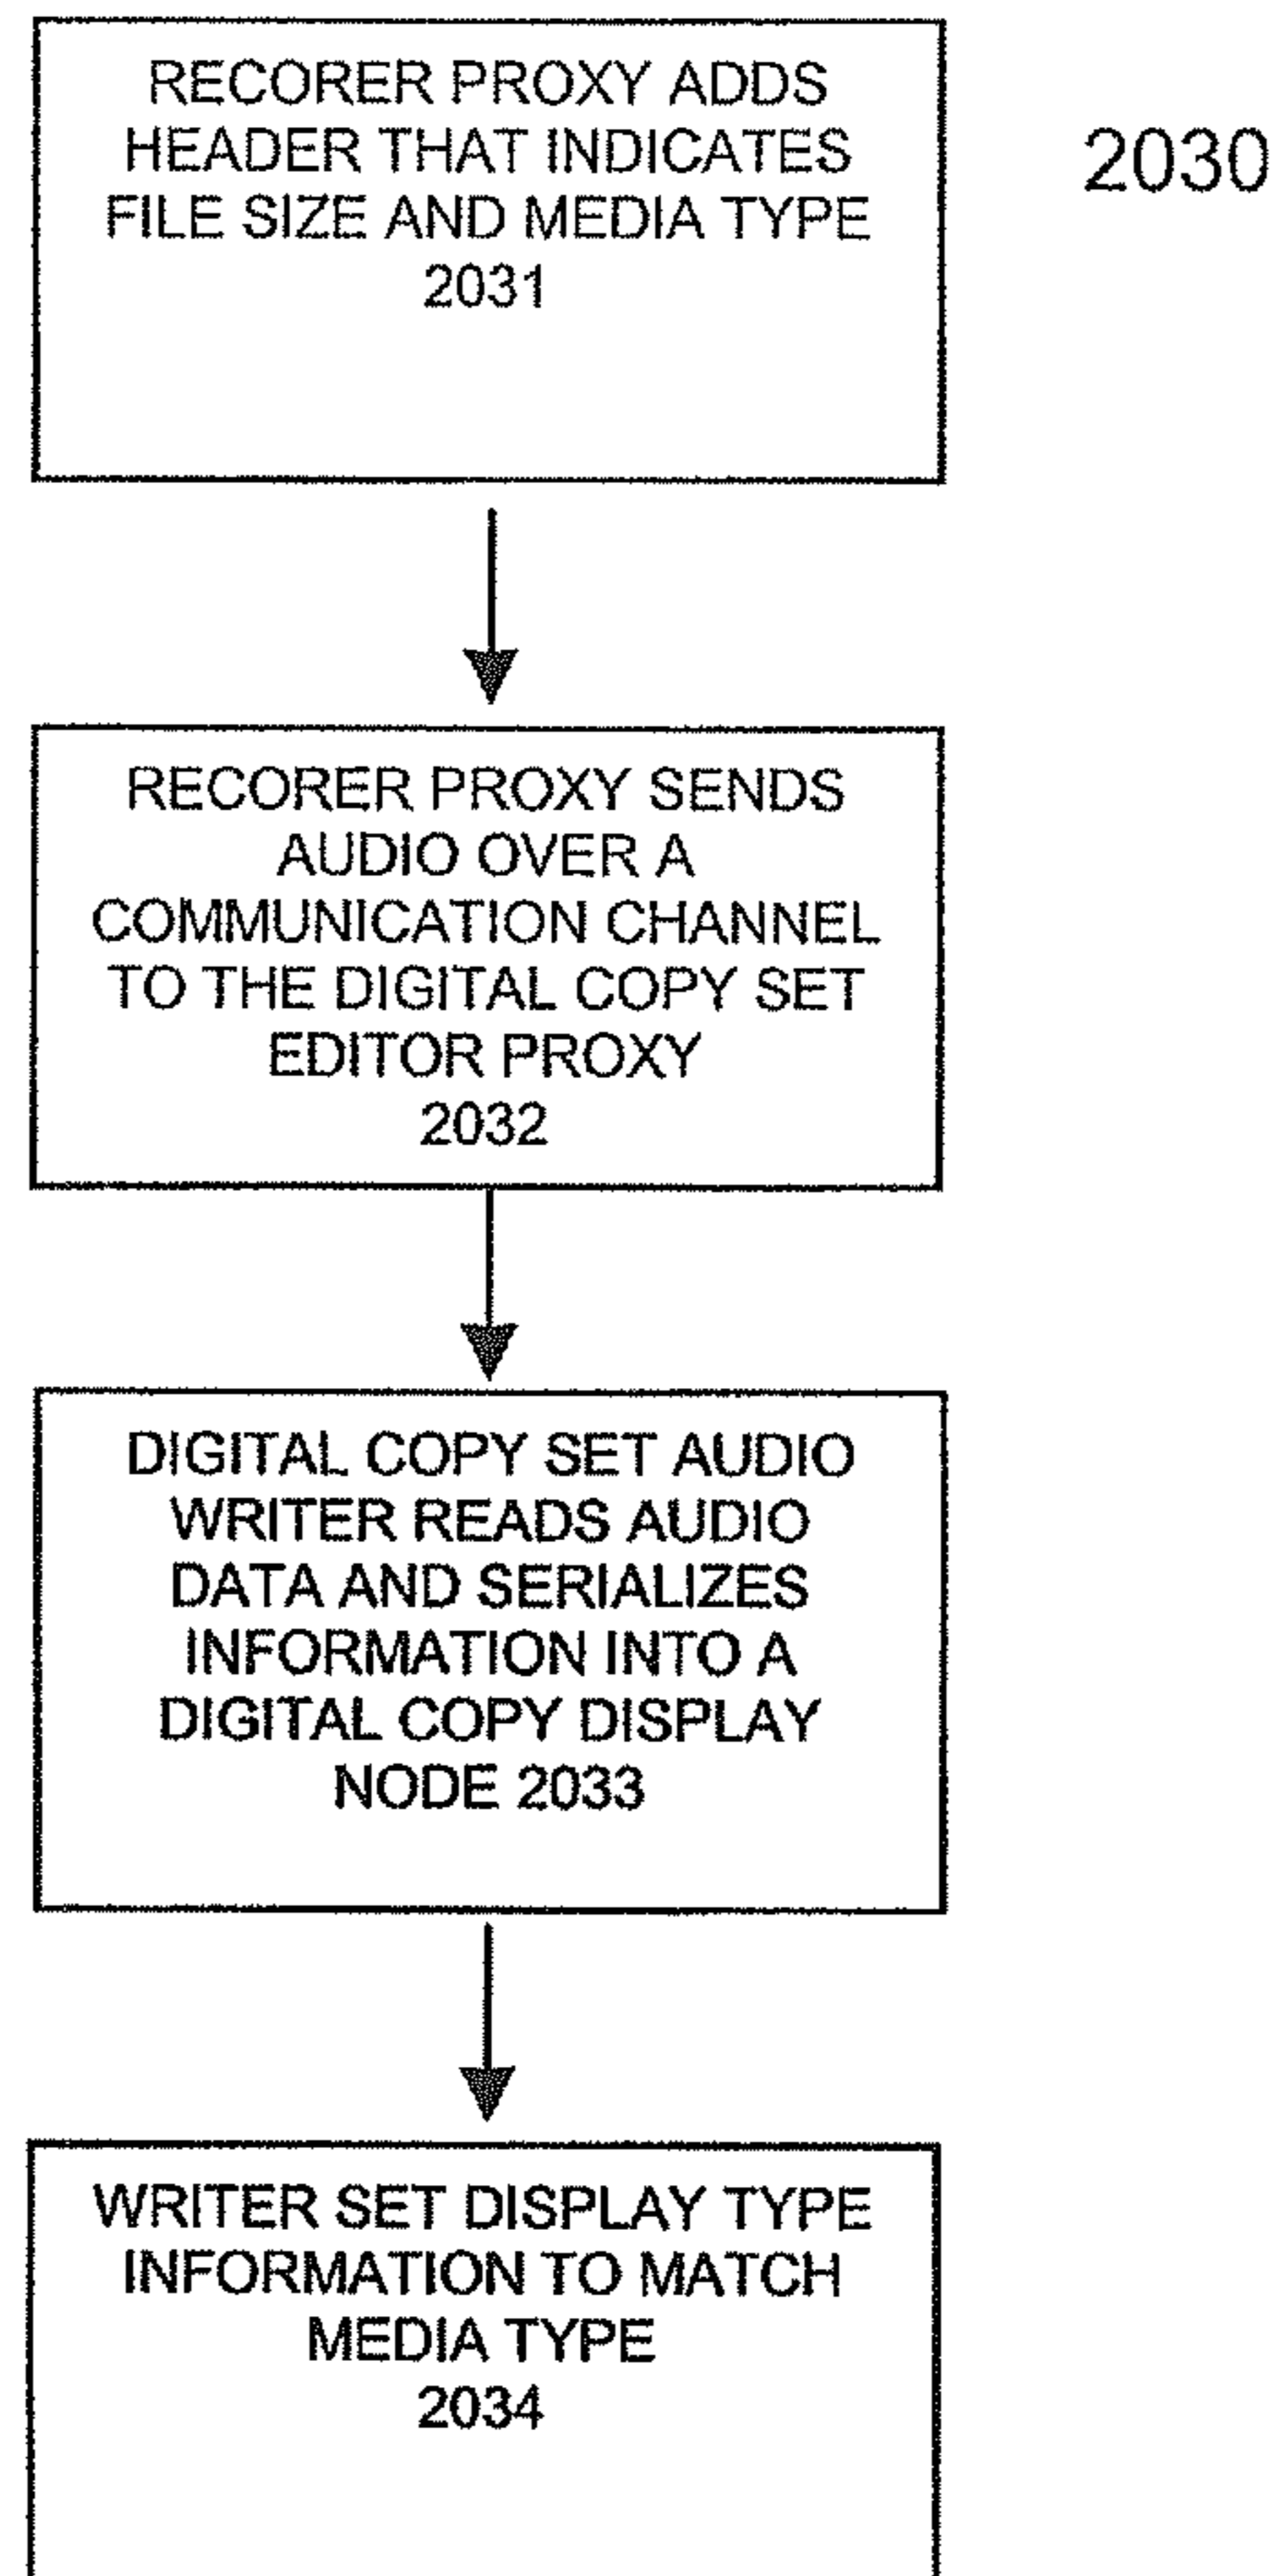 RECORER PROXY ADDS
HEADER THAT INDICATES
FILE SIZE AND MEDIA TYPE
2031
2030
RECORER PROXY SENDS
AUDIO OVER A
COMMUNICATION CHANNEL
TO THE DIGITAL COPY SET
EDITOR PROXY
2032
DIGITAL COPY SET AUDIO
WRITER READS AUDIO
DATA AND SERIALIZES
INFORMATION INTO A
DIGITAL COPY DISPLAY
NODE 2033
WRITER SET DISPLAY TYPE
INFORMATION TO MATCH
MEDIA TYPE
2034